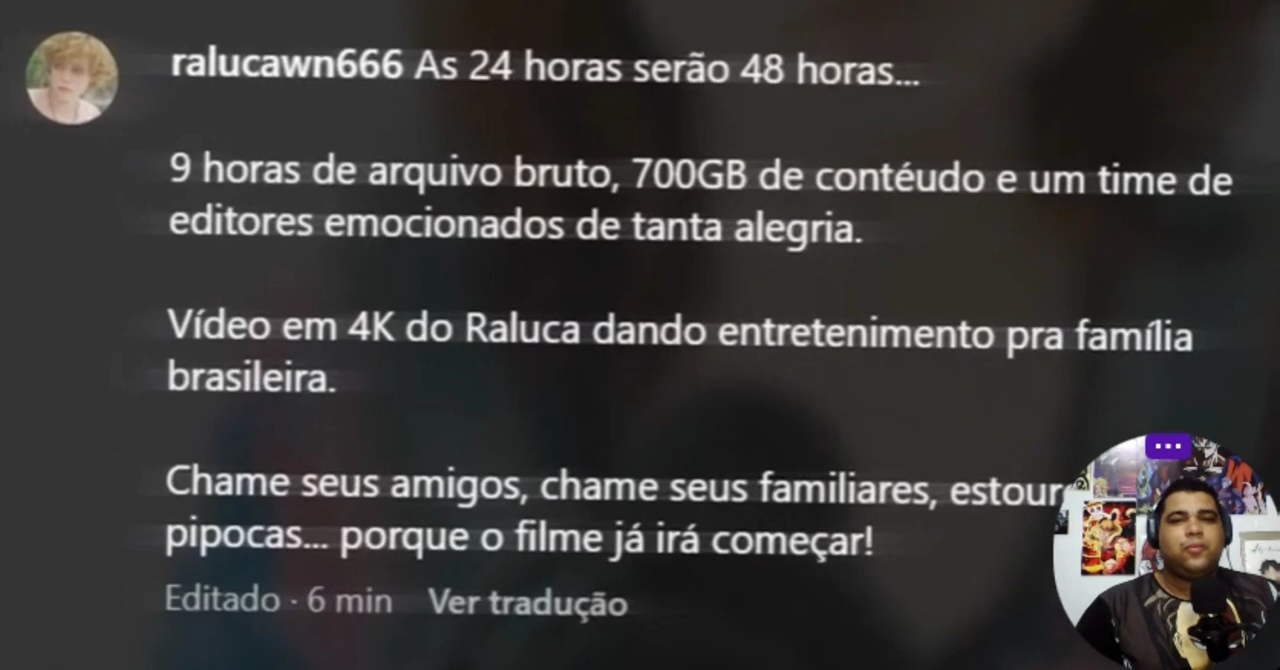 ralucawn666 As 24 horas serão 48 horas...
9 horas de arquivo bruto, 700GB de contéudo e um time de
editores emocionados de tanta alegria.
Vídeo em 4K do Raluca dando entretenimento pra família
brasileira.
Chame seus amigos, chame seus familiares,
pipocas... porque o filme já irá começar!
Editado · 6 min Ver tradução